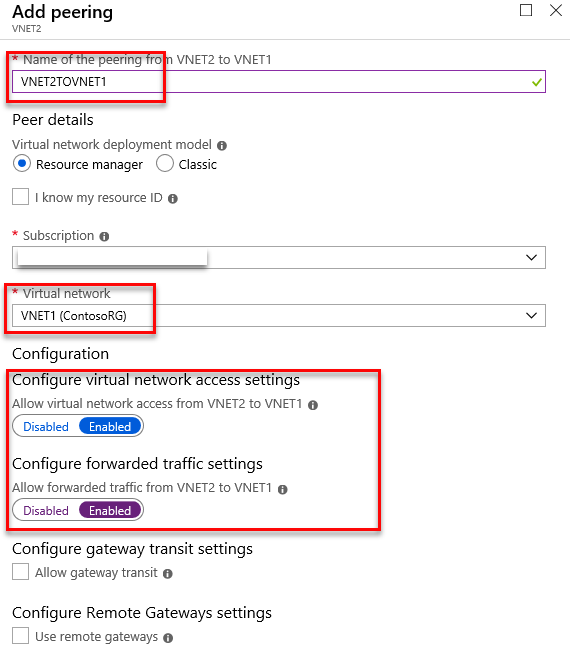 Add peering
VNET2
* Name of the peering from VNET2 to VNET1
VNET2TOVNET1
Peer details
Virtual network deployment model
Resource manager Classic
I know my resource ID
* Subscription
* Virtual network
VNET1 (ContosoRG)
Configuration
Configure virtual network access settings
Allow virtual network access from VNET2 to VNET1
Disabled Enabled
Configure forwarded traffic settings
Allow forwarded traffic from VNET2 to VNET1
Disabled Enabled
Configure gateway transit settings
Allow gateway transit
Configure Remote Gateways settings
Use remote gateways